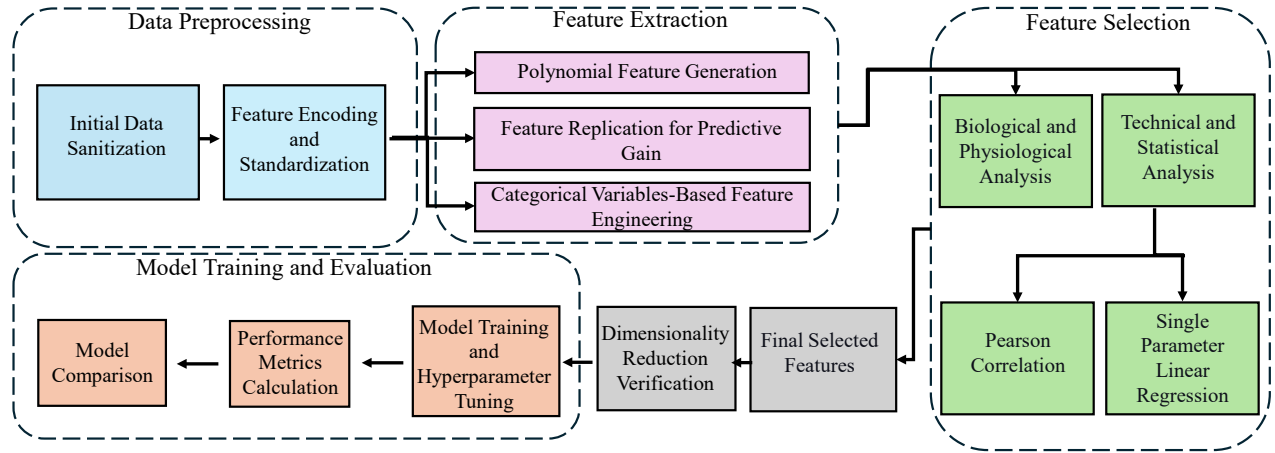 Data Preprocessing
Initial Data
Sanitization
Feature Encoding
and
Standardization
Feature Extraction
Polynomial Feature Generation
Feature Replication for Predictive
Gain
Categorical Variables-Based Feature
Engineering
Feature Selection
Biological and
Physiological
Analysis
Technical and
Statistical
Analysis
Pearson
Correlation
Single
Parameter
Linear
Regression
Final Selected
Features
Dimensionality
Reduction
Verification
Model Training and Evaluation
Model Training
and
Hyperparameter
Tuning
Performance
Metrics
Calculation
Model
Comparison